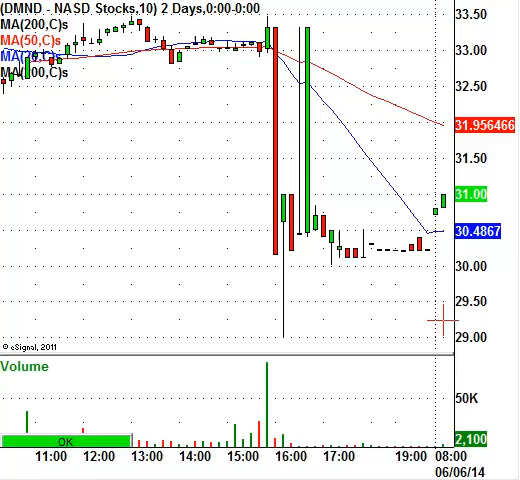 (DMND - NASD Stocks,10) 2 Days,0:00-0:00
MA(200,C)s
MA(50,C)s
MA( 0,C)s
MA( 00,C)s
33.50
33.00
32.50
31.956466
31.50
31.00
30.4867
30.00
29.50
29.00
© eSignal, 2011
Volume
50K
2,100
OK
11:00 12:00 13:00 14:00 15:00 16:00 17:00 19:00 08:00
06/06/14